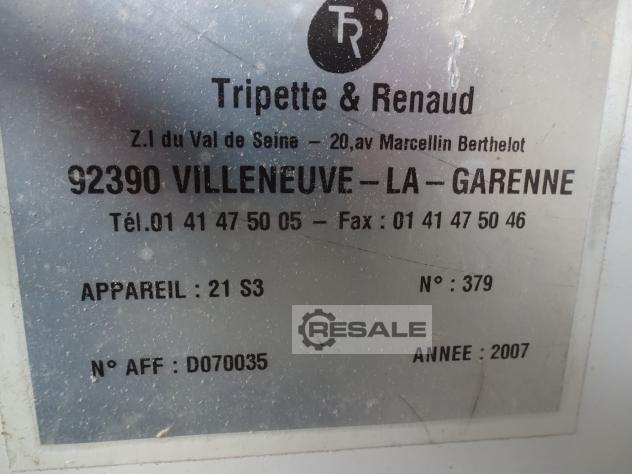 TR
Tripette & Renaud
Z.I du Val de Seine – 20,av Marcellin Berthelot
92390 VILLENEUVE – LA – GARENNE
Tél.01 41 47 50 05 – Fax : 01 41 47 50 46
APPAREIL : 21 S3 N° : 379
RESALE
N° AFF : D070035 ANNEE : 2007